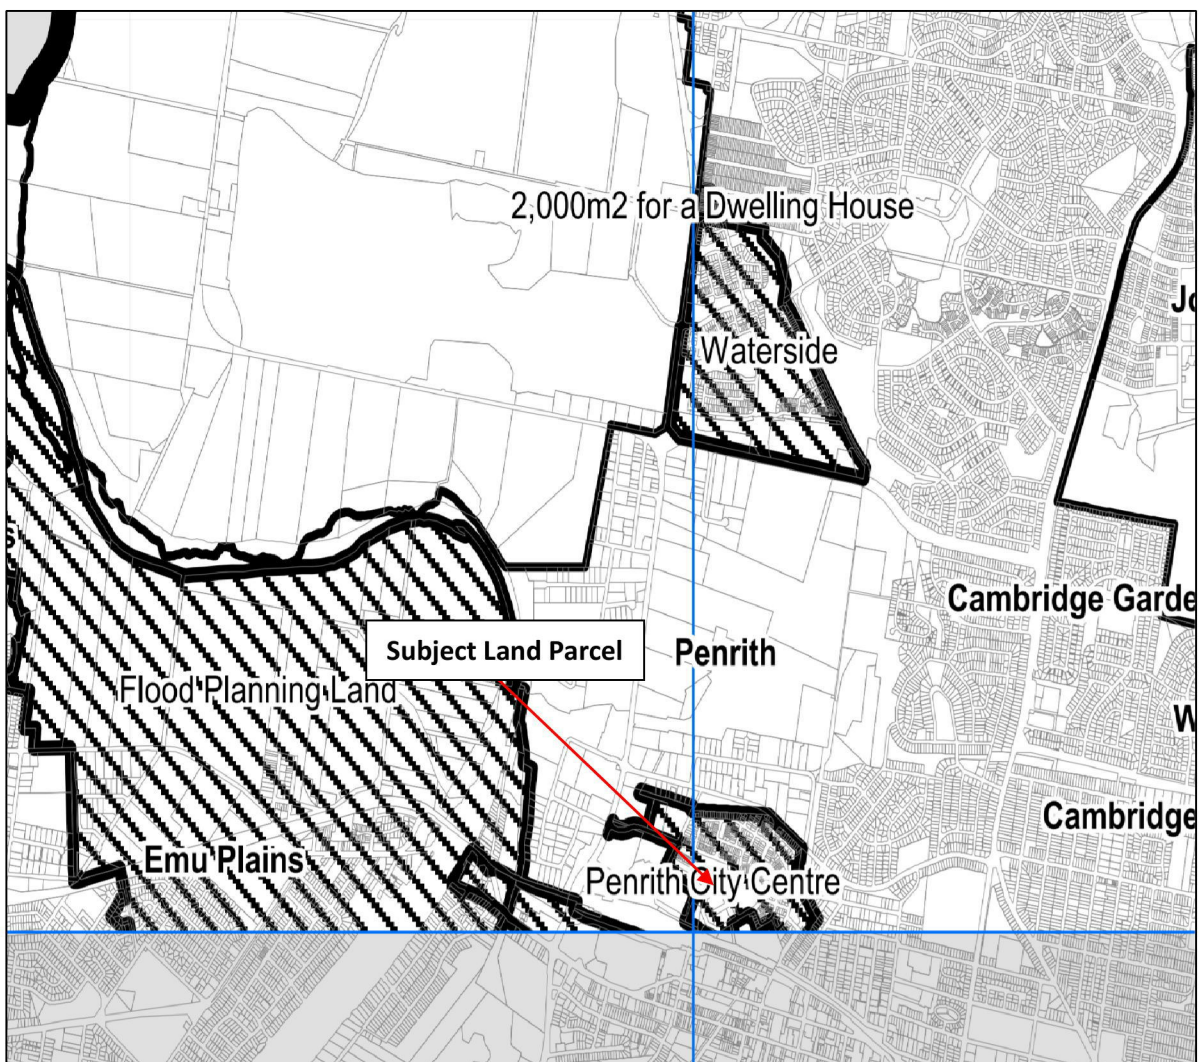 2,000m2 for a Dwelling House
Waterside
Cambridge Garde
Subject Land Parcel
Penrith
Flood Planning Land
Cambridge
Emu Plains
Penrith City Centre